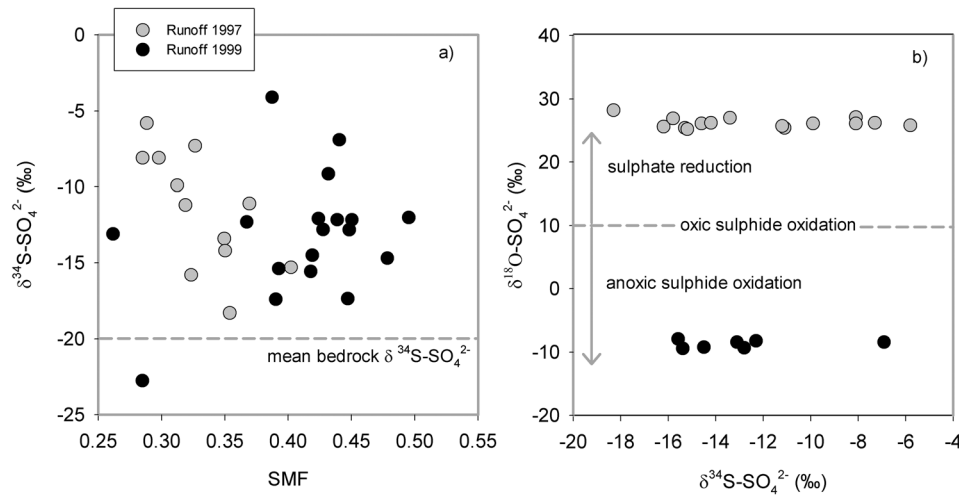 Runoff 1997
Runoff 1999
a)
0
-5
-10
-15
-20
-25
δ³⁴S-SO₄²⁻ (‰)
mean bedrock δ ³⁴S-SO₄²⁻
0.25 0.30 0.35 0.40 0.45 0.50 0.55
SMF
b)
40
30
20
10
0
-10
-20
δ¹⁸O-SO₄²⁻ (‰)
sulphate reduction
oxic sulphide oxidation
anoxic sulphide oxidation
-20 -18 -16 -14 -12 -10 -8 -6 -4
δ³⁴S-SO₄²⁻ (‰)